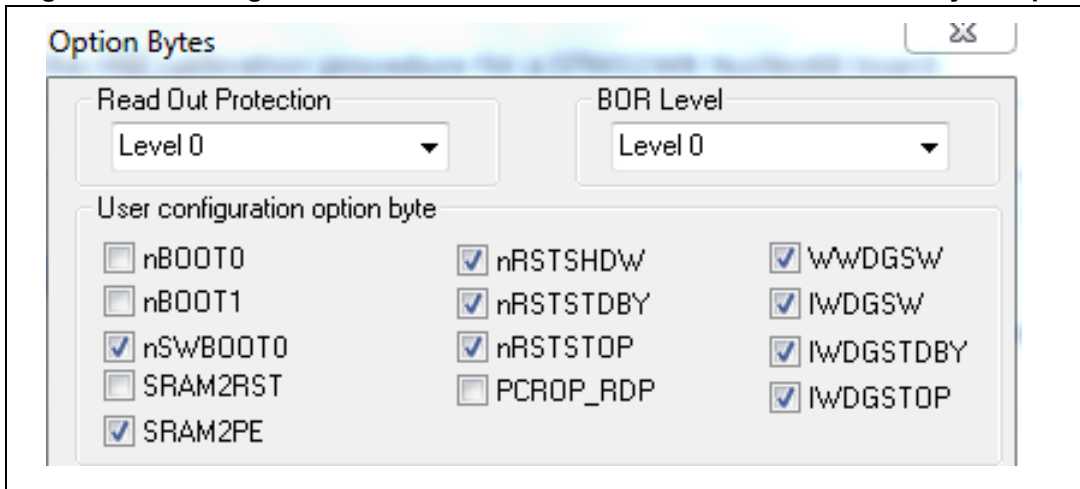 Option Bytes
Read Out Protection
BOR Level
Level 0
Level 0
User configuration option byte
nBOOT0
nRSTSHDW
WWDGSW
nBOOT1
nRSTSTDBY
IWDGSW
nSWBOOT0
nRSTSTOP
IWDGSTDBY
SRAM2RST
PCROP_RDP
IWDGSTOP
SRAM2PE